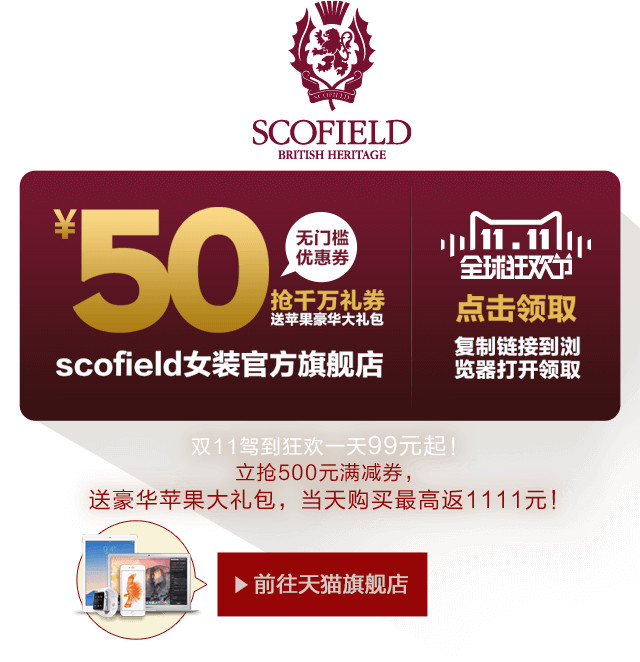 SCOFIELD
SCOFIELD
BRITISH HERITAGE
¥50
无门槛
优惠券
抢千万礼券
送苹果豪华大礼包
scofield女装官方旗舰店
11.11
全球狂欢节
点击领取
复制链接到浏
览器打开领取
双11驾到狂欢一天99元起!
立抢500元满减券,
送豪华苹果大礼包,当天购买最高返1111元!
前往天猫旗舰店